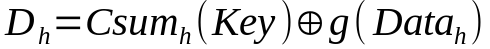 D_h = Csum_h(Key) ⊕ g(Data_h)